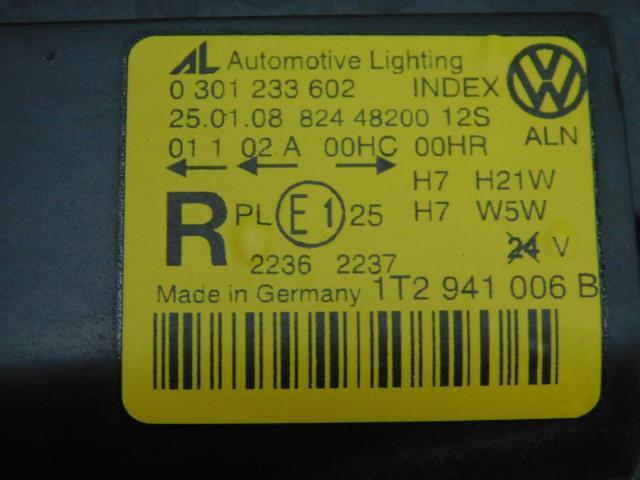 AL Automotive Lighting
0 301 233 602 INDEX
25.01.08 824 48200 12S
ALN
01 1 02 A 00HC 00HR
H7 H21W
R PL E1 25 H7 W5W
24 V
2236 2237
Made in Germany 1T2 941 006 B